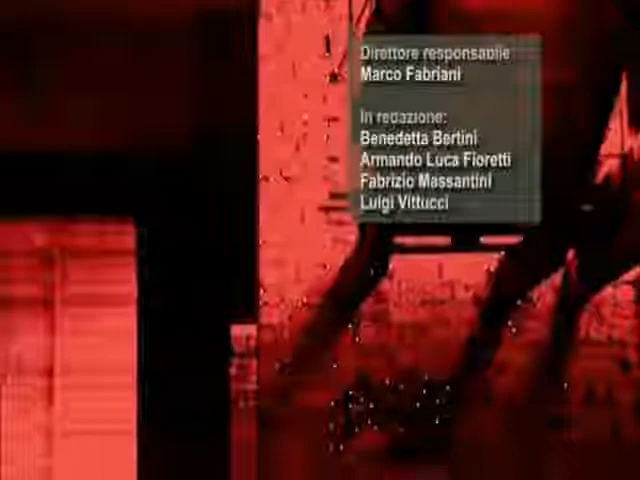 Direttore responsabile
Marco Fabriani
In redazione:
Benedetta Bertini
Armando Luca Fioretti
Fabrizio Massantini
Luigi Vittucci